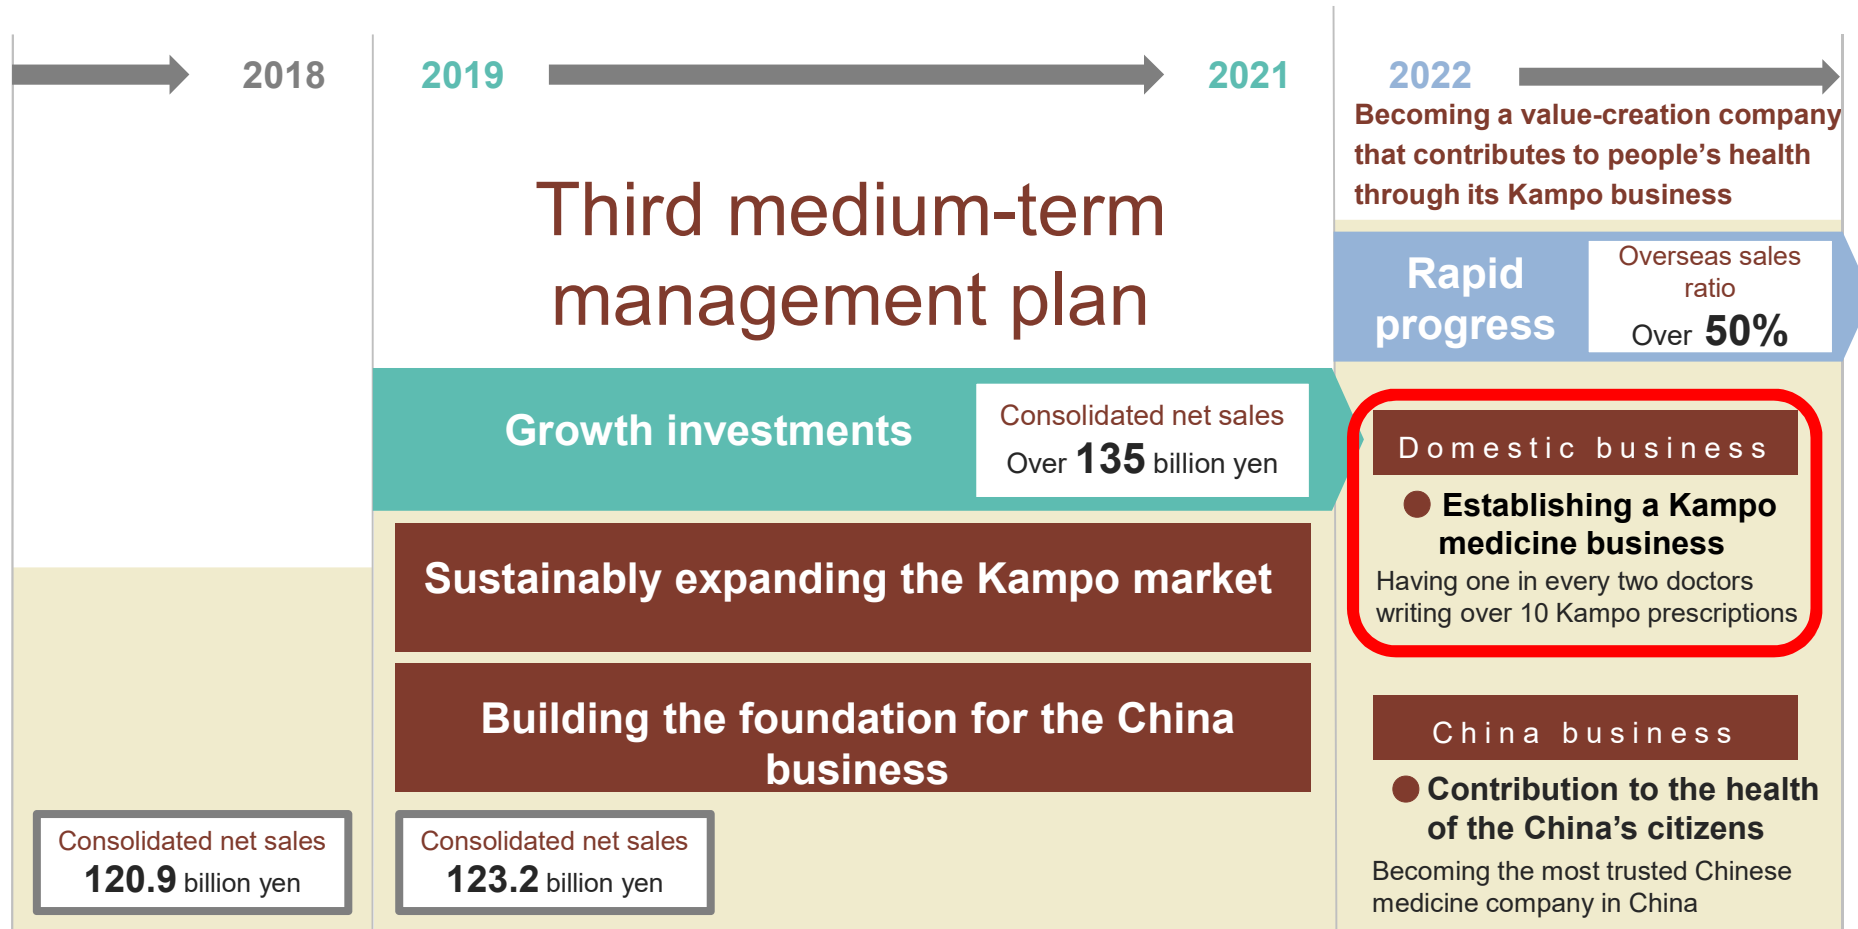 2018
2019
2021
2022
Becoming a value-creation company
that contributes to people's health
through its Kampo business
Third medium-term
management plan
Rapid
progress
Overseas sales
ratio
Over 50%
Growth investments
Consolidated net sales
Over 135 billion yen
Domestic business
● Establishing a Kampo
medicine business
Having one in every two doctors
writing over 10 Kampo prescriptions
Sustainably expanding the Kampo market
Building the foundation for the China
business
China business
● Contribution to the health
of the China's citizens
Becoming the most trusted Chinese
medicine company in China
Consolidated net sales
120.9 billion yen
Consolidated net sales
123.2 billion yen